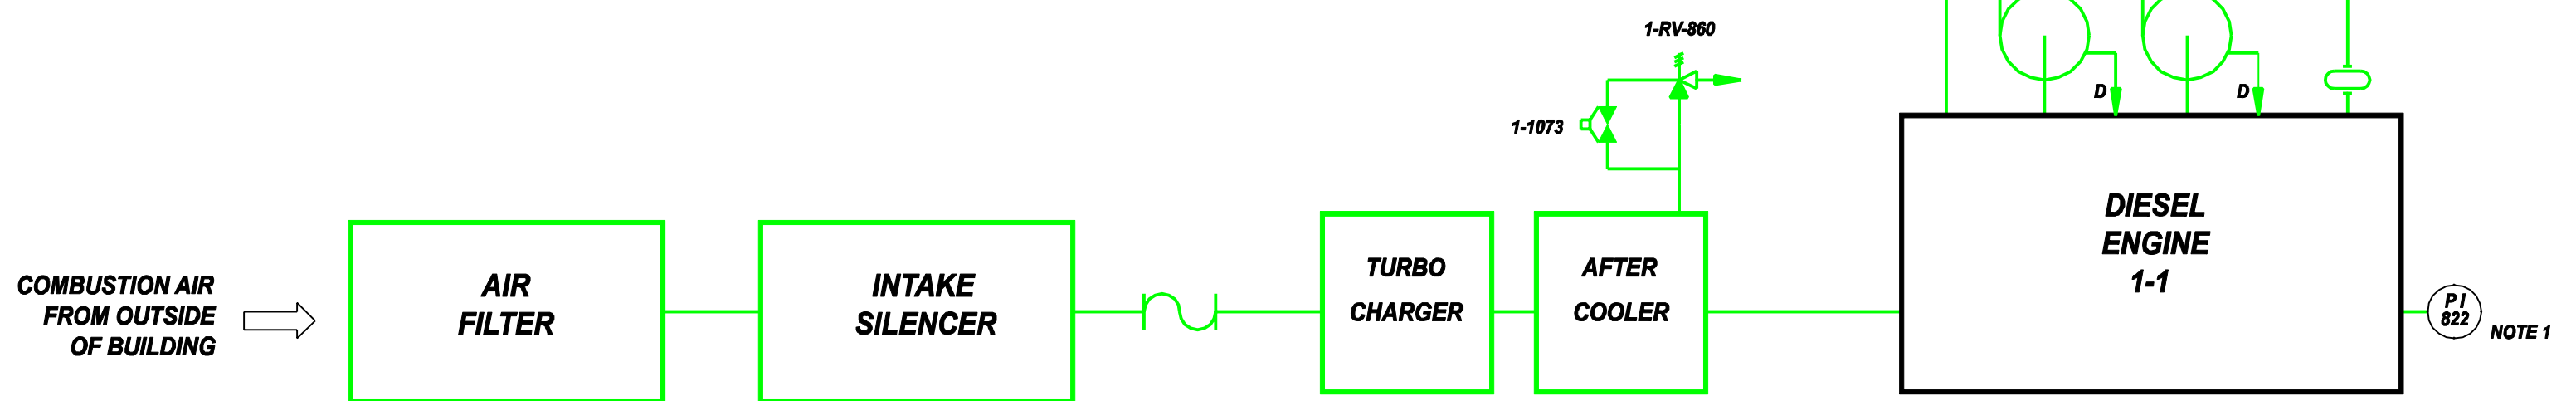 1-RV-860
D
D
1-1073
COMBUSTION AIR
FROM OUTSIDE
OF BUILDING
AIR
FILTER
INTAKE
SILENCER
TURBO
CHARGER
AFTER
COOLER
DIESEL
ENGINE
1-1
P I
822
NOTE 1